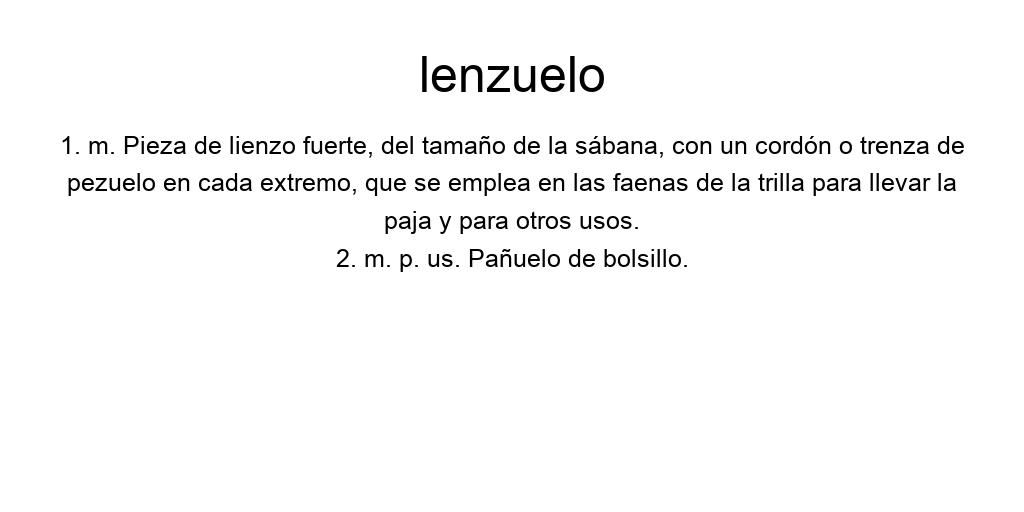 lenzuelo
1. m. Pieza de lienzo fuerte, del tamaño de la sábana, con un cordón o trenza de
pezuelo en cada extremo, que se emplea en las faenas de la trilla para llevar la
paja y para otros usos.
2. m. p. us. Pañuelo de bolsillo.